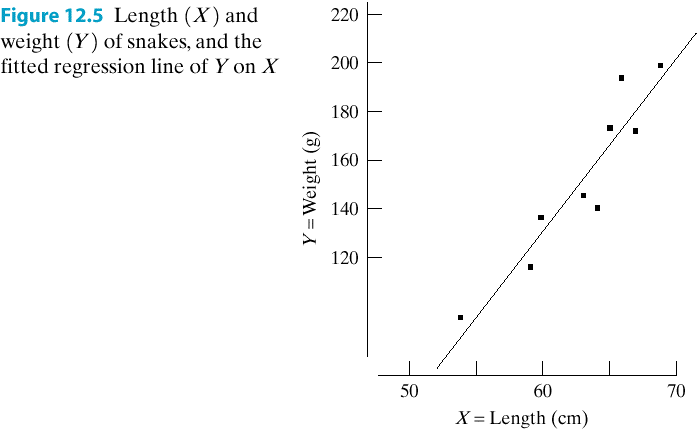 Figure 12.5 Length (X) and
weight (Y) of snakes, and the
fitted regression line of Y on X
220
200
180
160
140
120
Y = Weight (g)
50
60
70
X = Length (cm)